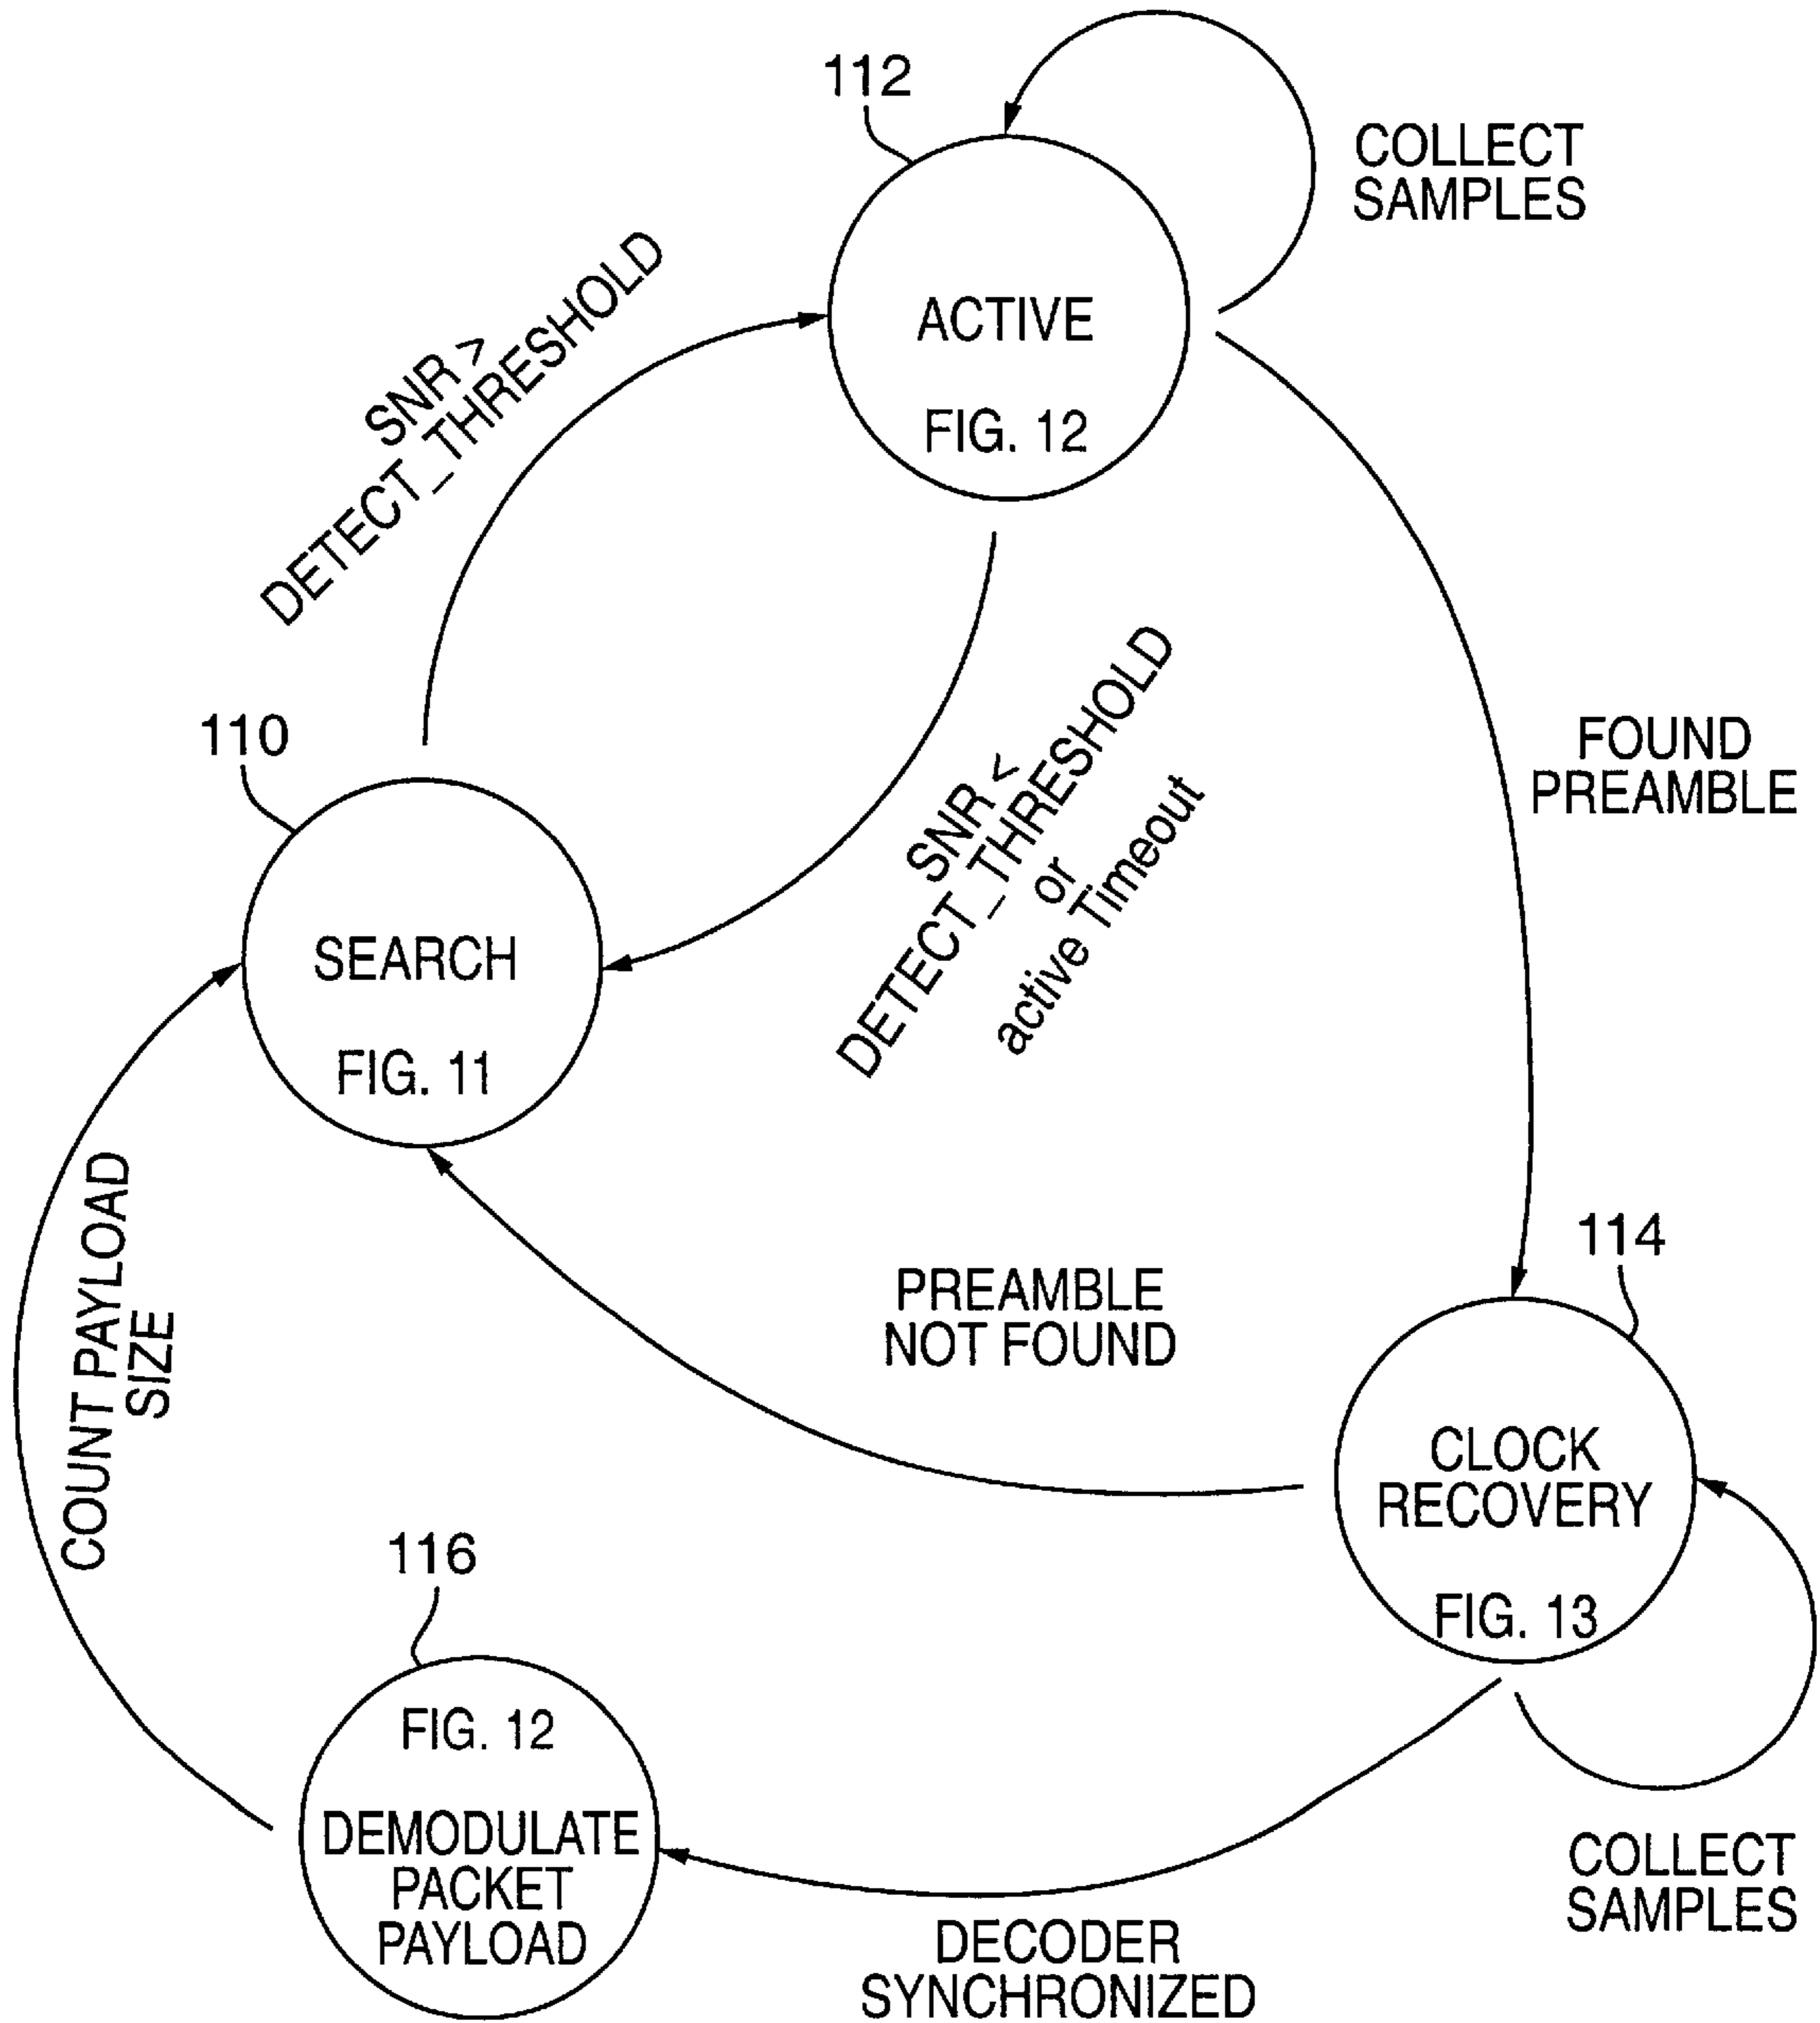 112
COLLECT
SAMPLES
ACTIVE
FIG. 12
SNR >
DETECT_THRESHOLD
110
SNR <
DETECT_THRESHOLD
or
active Timeout
FOUND
PREAMBLE
SEARCH
FIG. 11
COUNT PAYLOAD
SIZE
PREAMBLE
NOT FOUND
114
CLOCK
RECOVERY
FIG. 13
116
FIG. 12
DEMODULATE
PACKET
PAYLOAD
COLLECT
SAMPLES
DECODER
SYNCHRONIZED